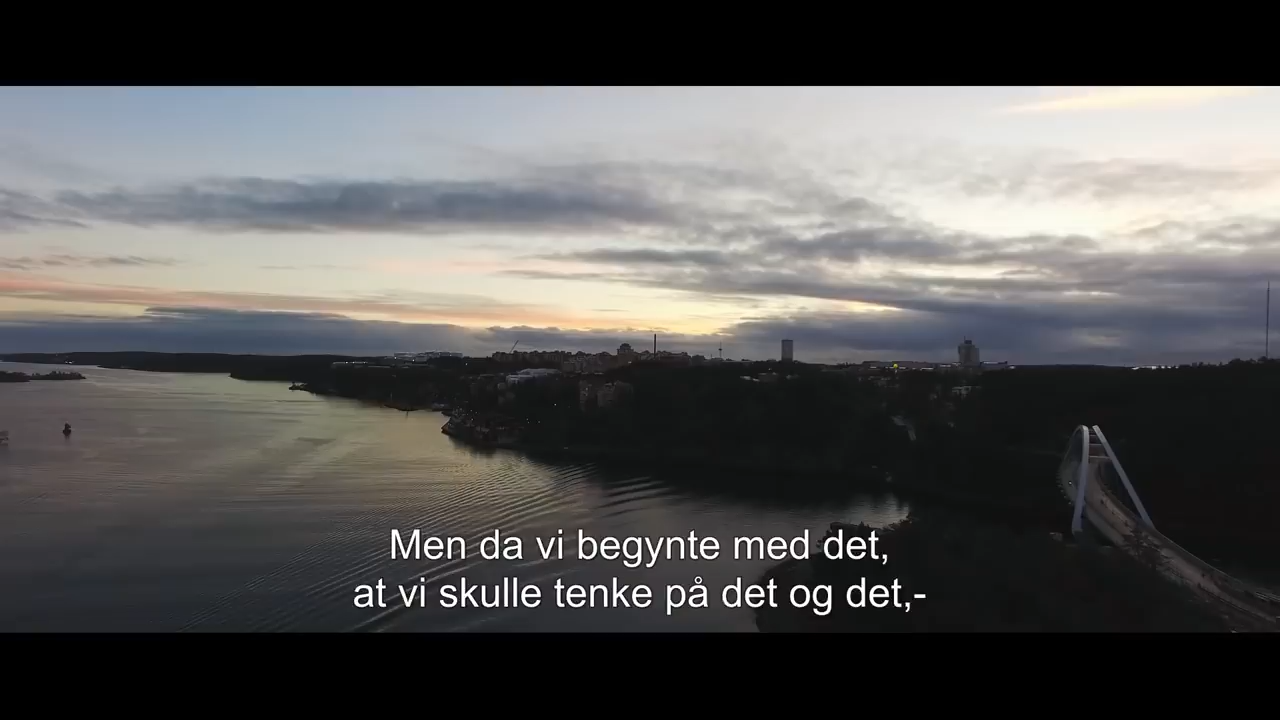 Men da vi begynte med det,
at vi skulle tenke på det og det,-